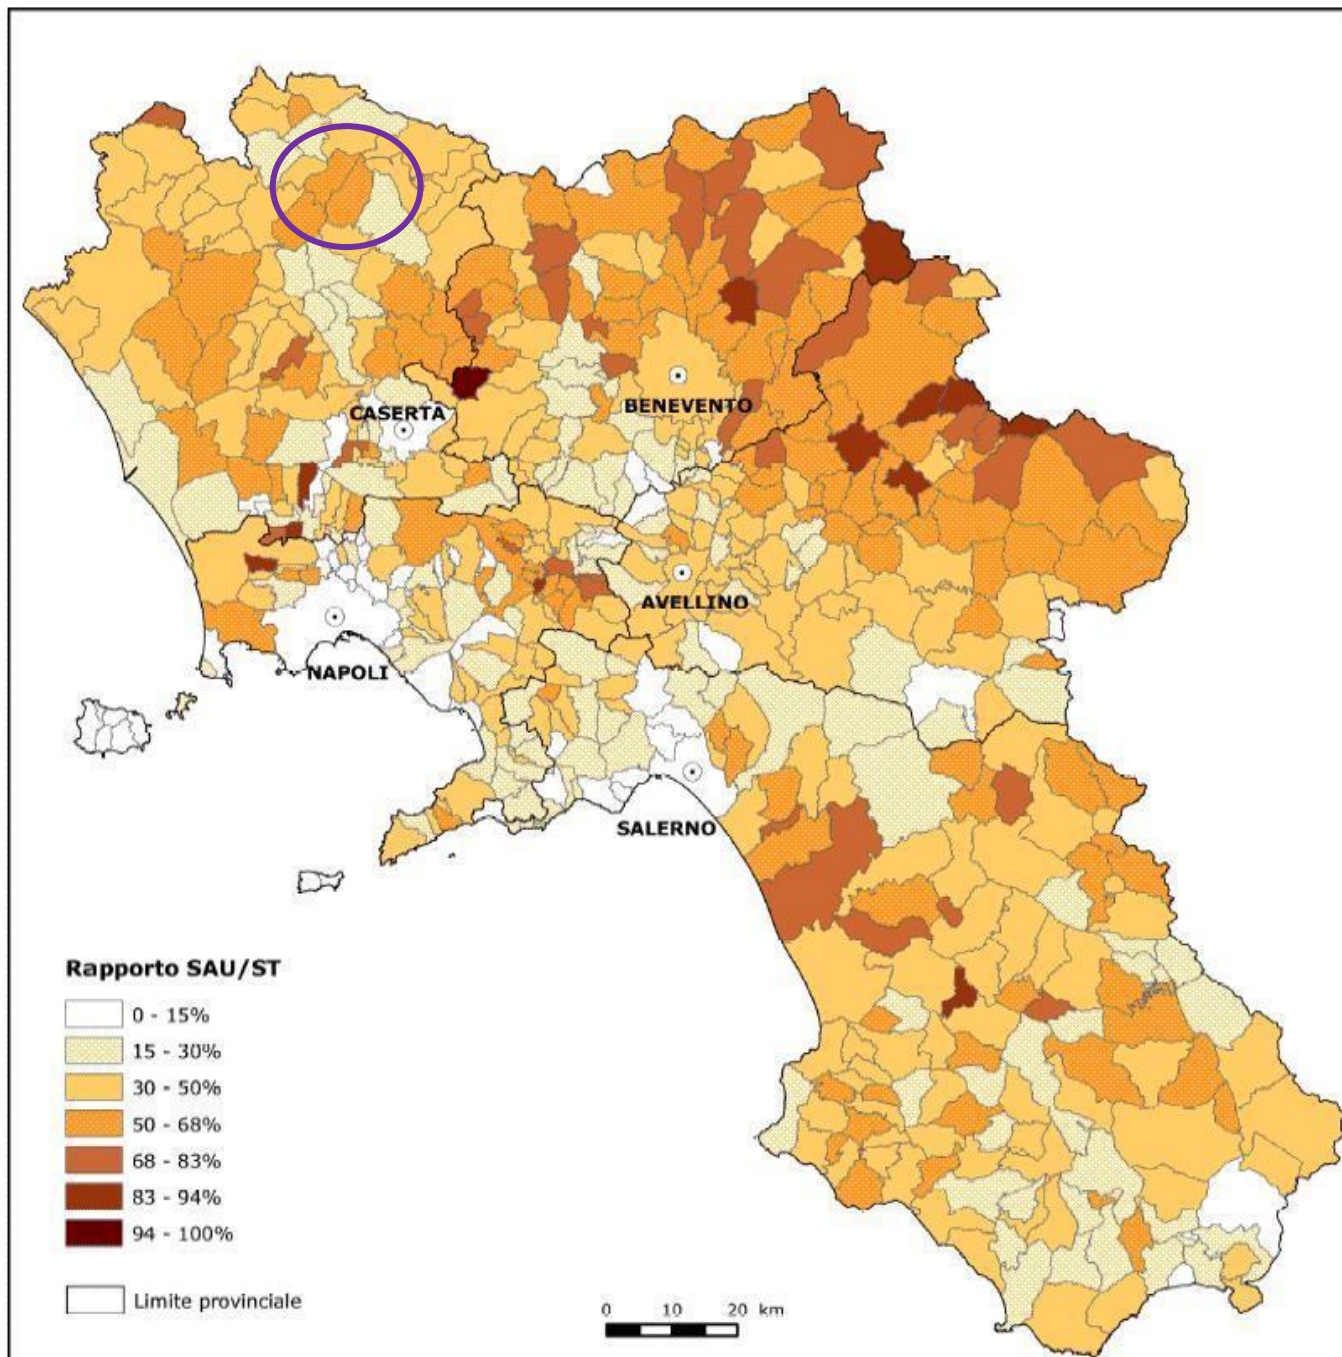 CASERTA
BENEVENTO
AVELLINO
NAPOLI
SALERNO
Rapporto SAU/ST
0 - 15%
15 - 30%
30 - 50%
50 - 68%
68 - 83%
83 - 94%
94 - 100%
Limite provinciale
0 10 20 km